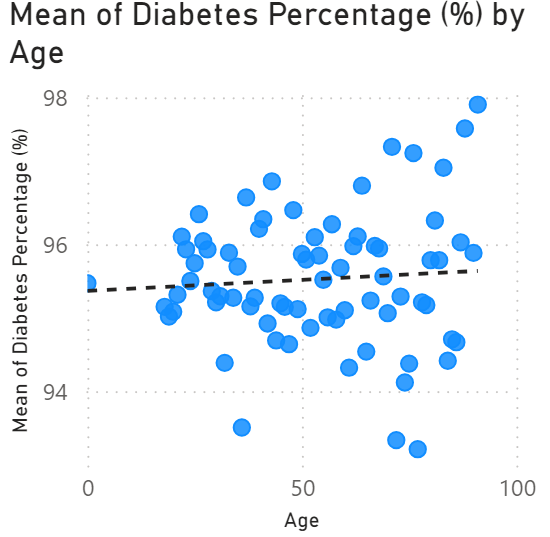 Mean of Diabetes Percentage (%) by
Age
Mean of Diabetes Percentage (%)
98
96
94
0
50
100
Age